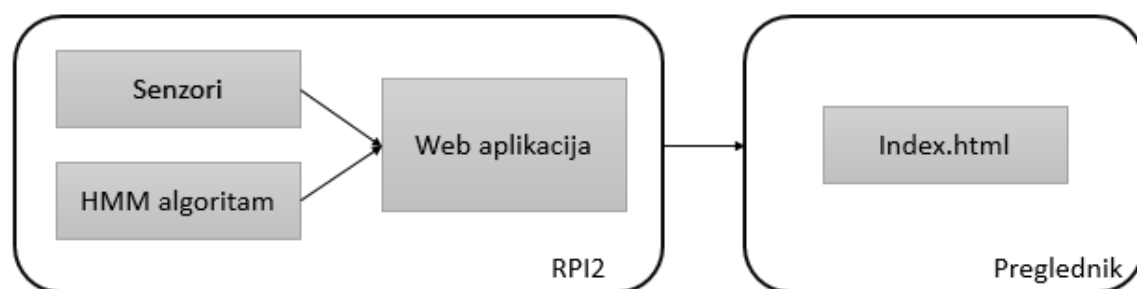 Senzori
HMM algoritam
Web aplikacija
RPI2
Index.html
Preglednik